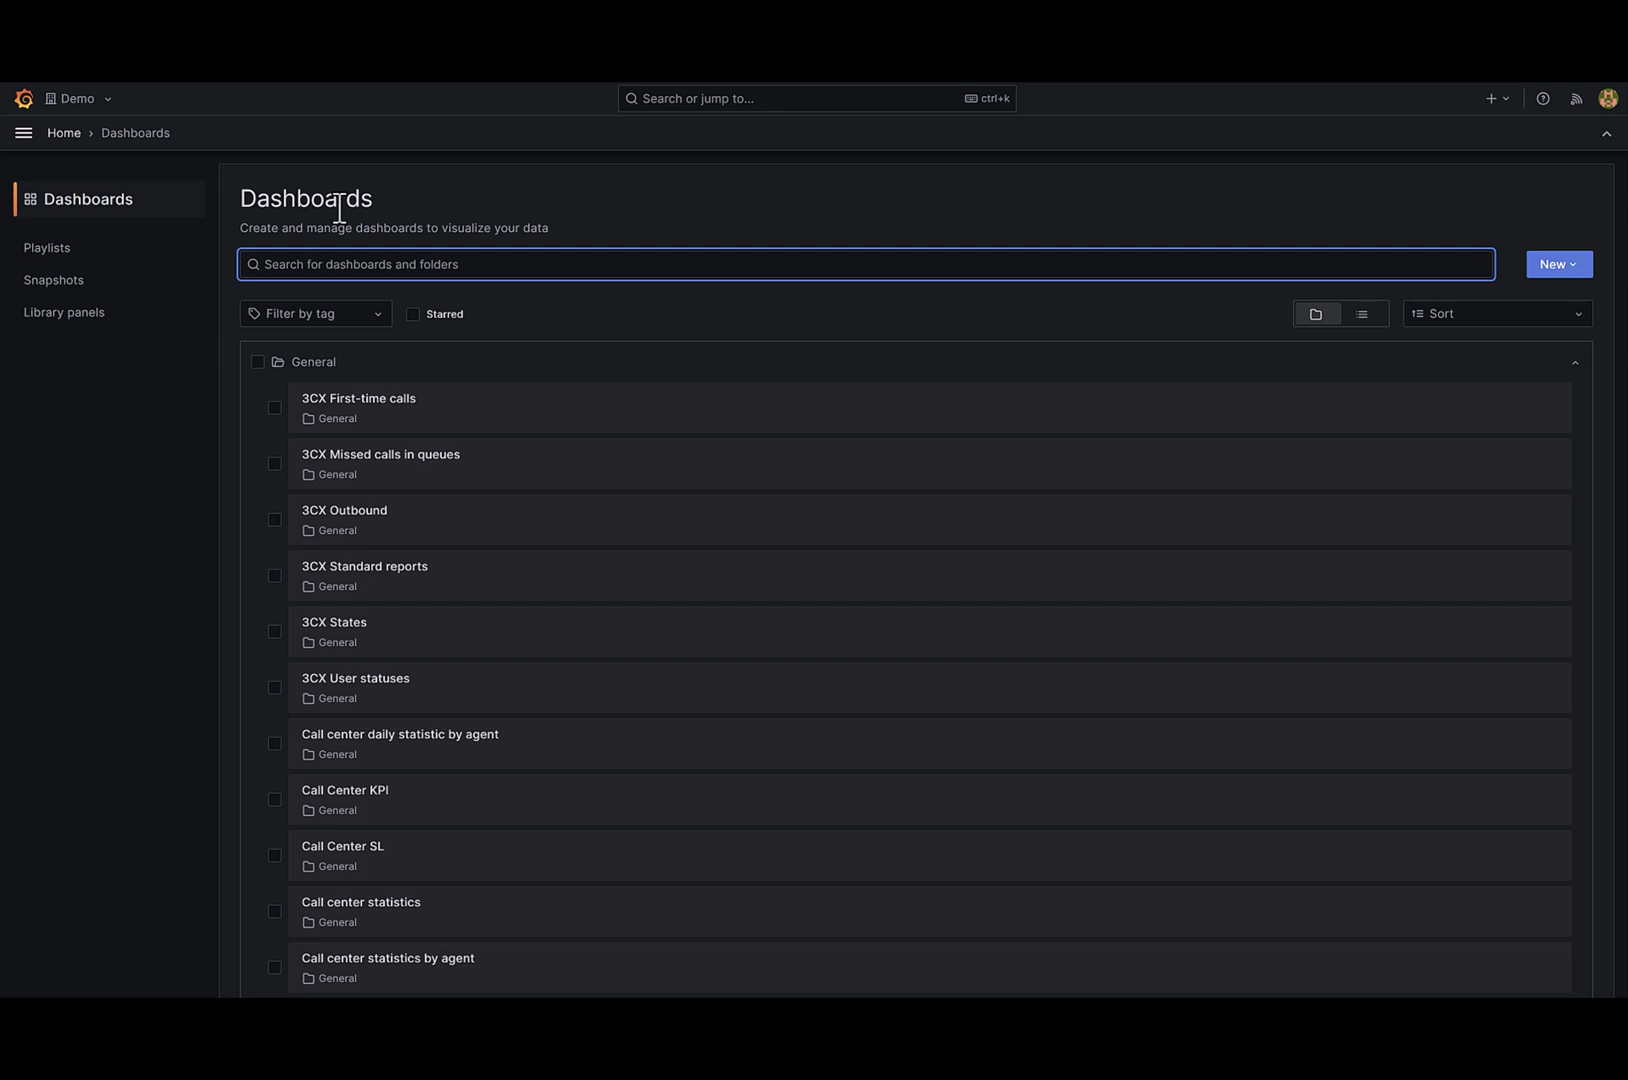 Demo
Search or jump to...
ctrl+k
Home › Dashboards
Dashboards
Playlists
Snapshots
Library panels
Dashboards
Create and manage dashboards to visualize your data
Search for dashboards and folders
New
Filter by tag
Starred
Sort
General
3CX First-time calls
General
3CX Missed calls in queues
General
3CX Outbound
General
3CX Standard reports
General
3CX States
General
3CX User statuses
General
Call center daily statistic by agent
General
Call Center KPI
General
Call Center SL
General
Call center statistics
General
Call center statistics by agent
General